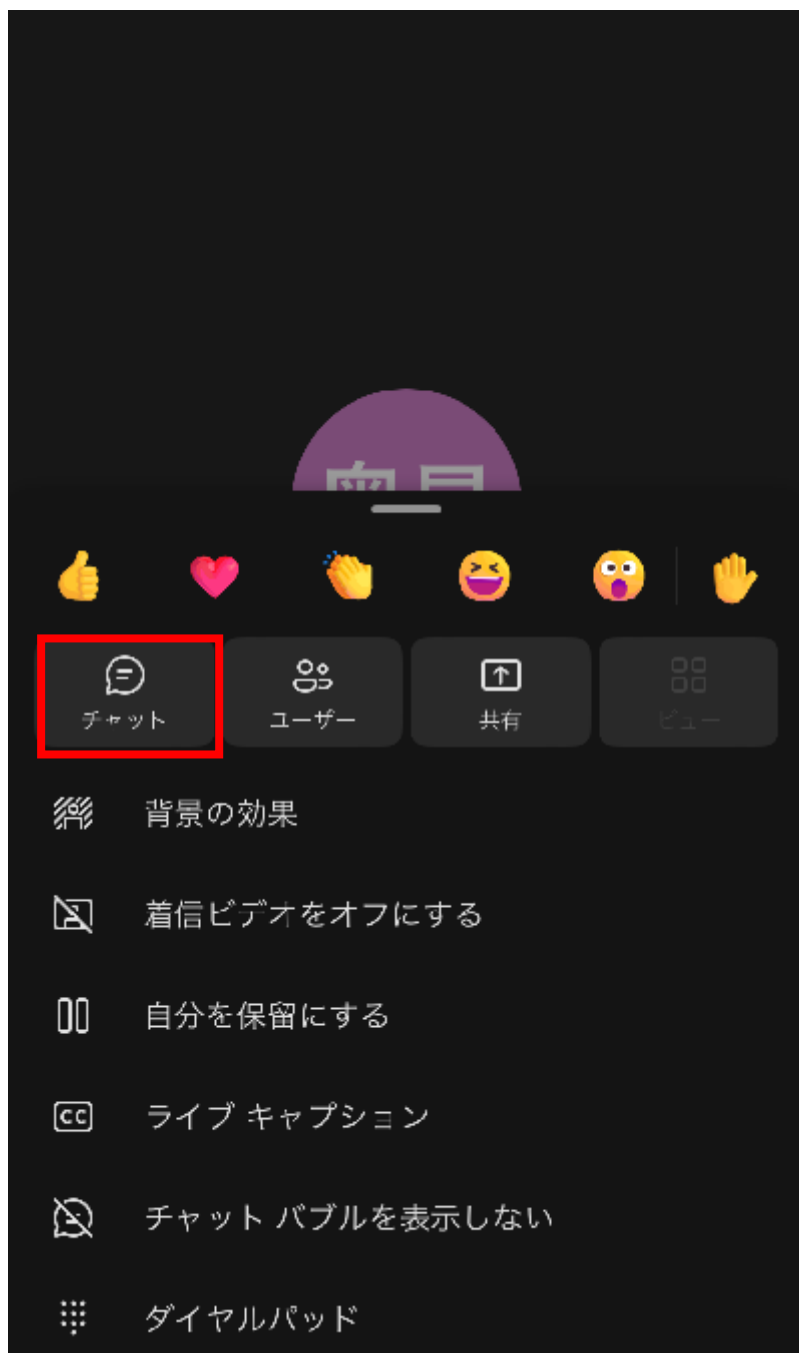 チャット
ユーザー
共有
ビュー
背景の効果
着信ビデオをオフにする
自分を保留にする
CC
ライブ キャプション
チャット バブルを表示しない
ダイヤルパッド